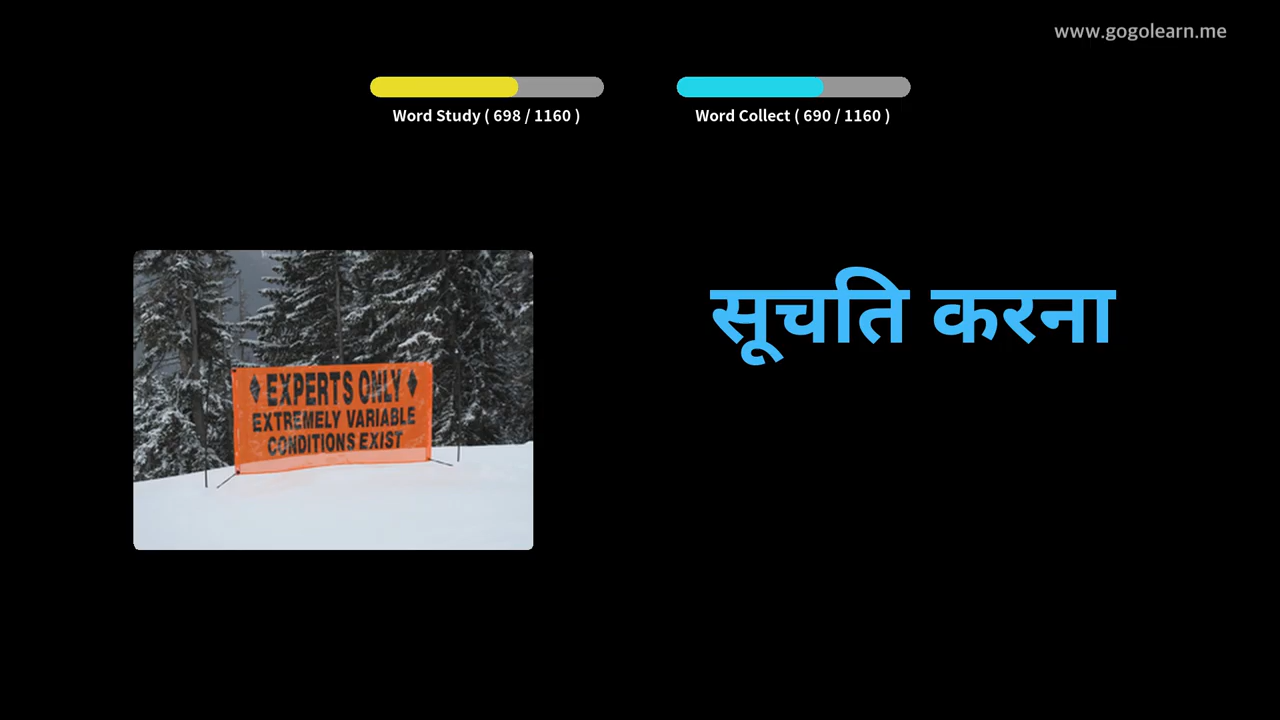 www.gogolearn.me
Word Study ( 698 / 1160 )
Word Collect ( 690 / 1160 )
EXPERTS ONLY
EXTREMELY VARIABLE
CONDITIONS EXIST
सूचति करना